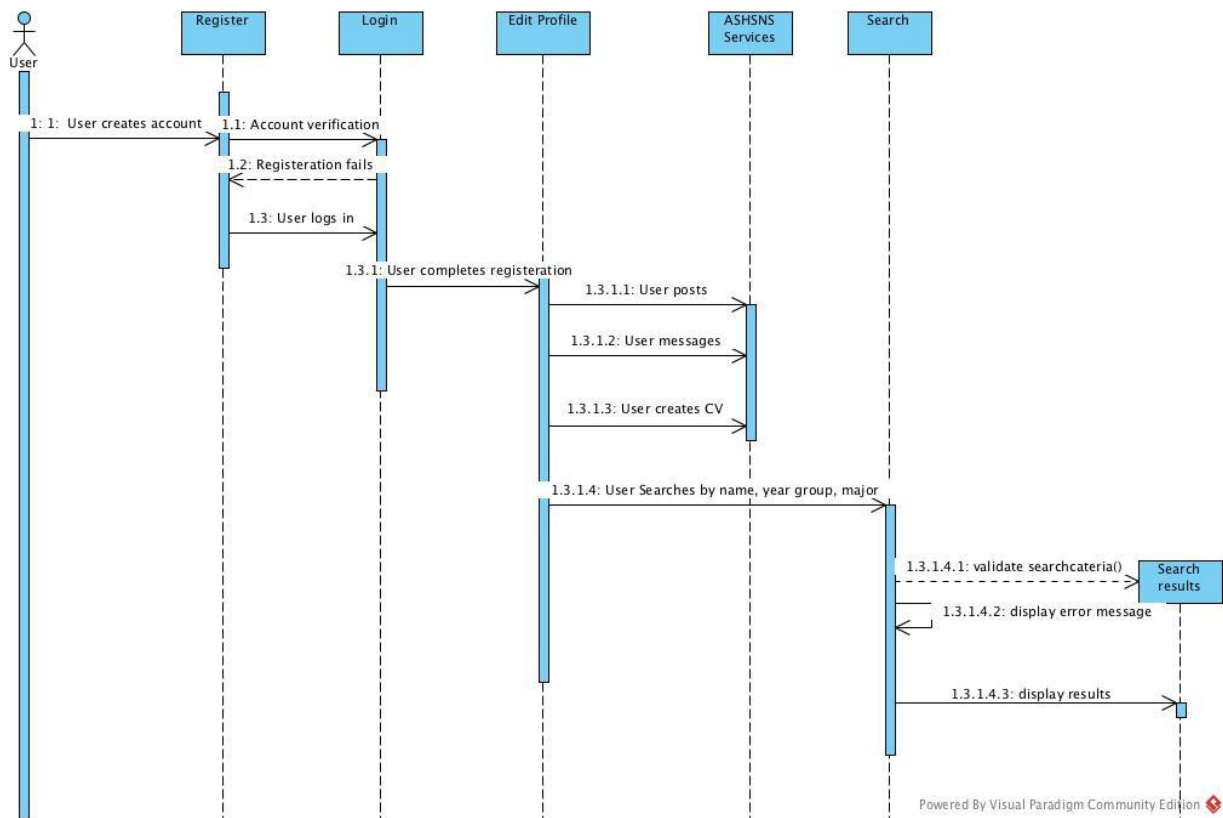 Register
Login
Edit Profile
ASHSNS
Services
Search
User
1: 1: User creates account
1.1: Account verification
1.2: Registeration fails
1.3: User logs in
1.3.1: User completes registeration
1.3.1.1: User posts
1.3.1.2: User messages
1.3.1.3: User creates CV
1.3.1.4: User Searches by name, year group, major
1.3.1.4.1: validate searchcateria()
Search
results
1.3.1.4.2: display error message
1.3.1.4.3: display results
Powered By Visual Paradigm Community Edition